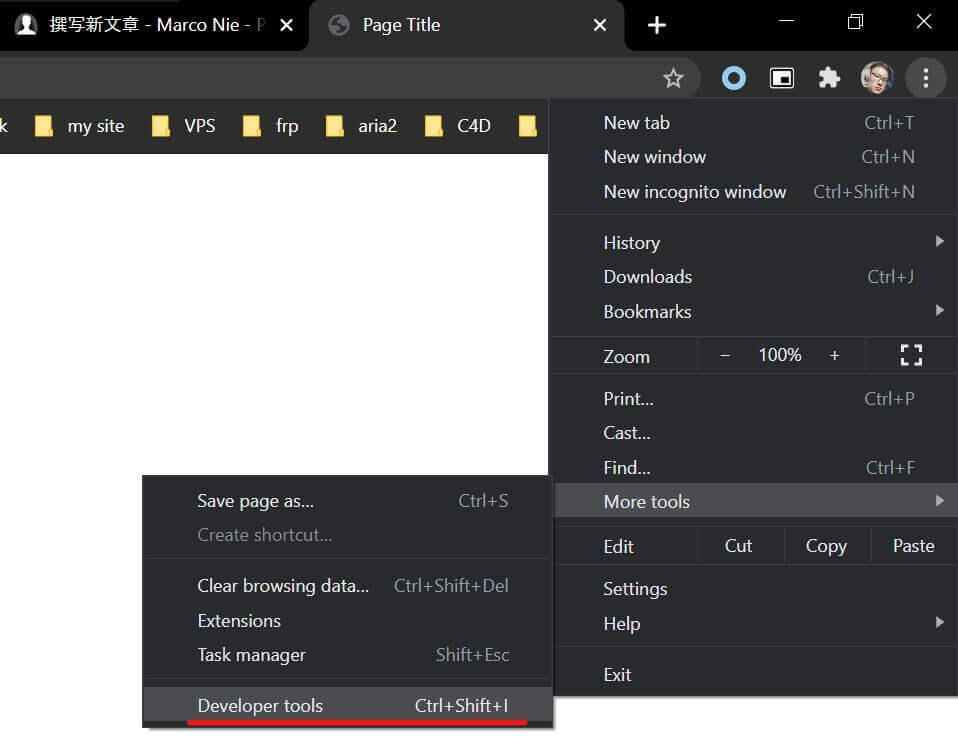 撰写新文章 - Marco Nie - P
Page Title
k
my site
VPS
frp
aria2
C4D
New tab Ctrl+T
New window Ctrl+N
New incognito window Ctrl+Shift+N
History
Downloads Ctrl+J
Bookmarks
Zoom − 100% +
Print... Ctrl+P
Cast...
Find... Ctrl+F
More tools
Edit Cut Copy Paste
Settings
Help
Exit
Save page as... Ctrl+S
Create shortcut...
Clear browsing data... Ctrl+Shift+Del
Extensions
Task manager Shift+Esc
Developer tools Ctrl+Shift+I